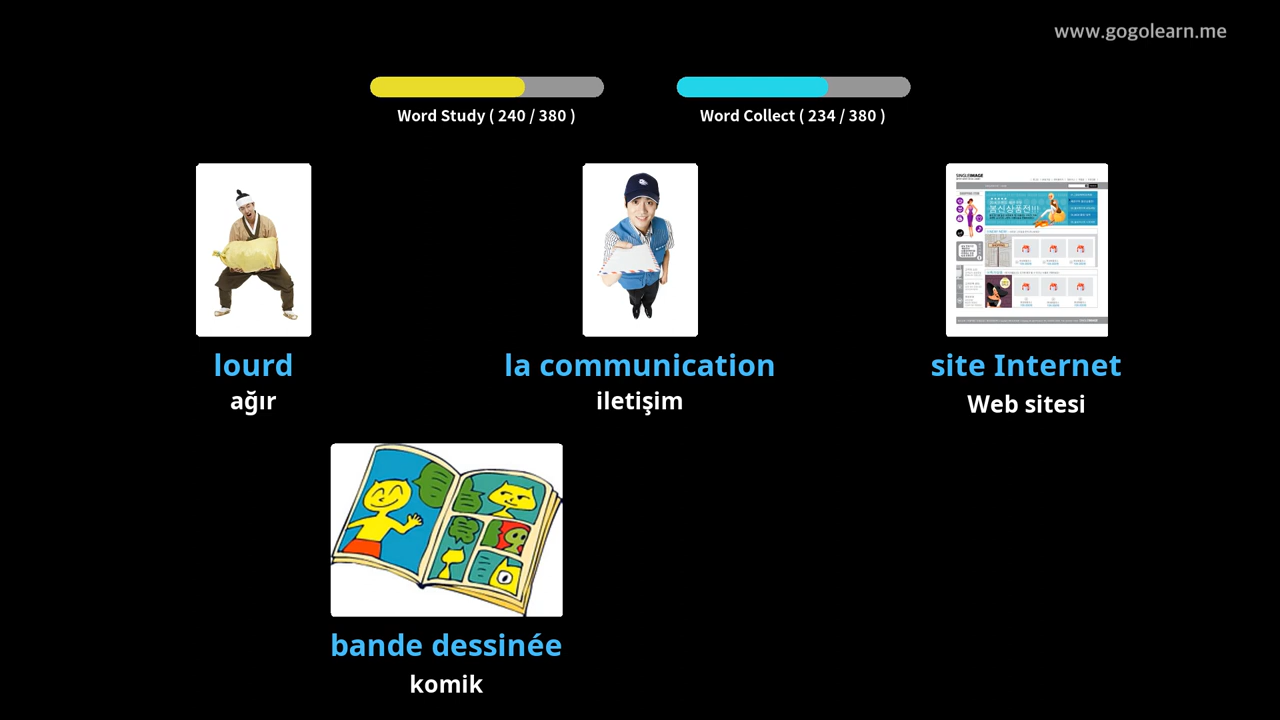 www.gogolearn.me
Word Study ( 240 / 380 )
Word Collect ( 234 / 380 )
lourd
ağır
la communication
iletişim
site Internet
Web sitesi
bande dessinée
komik